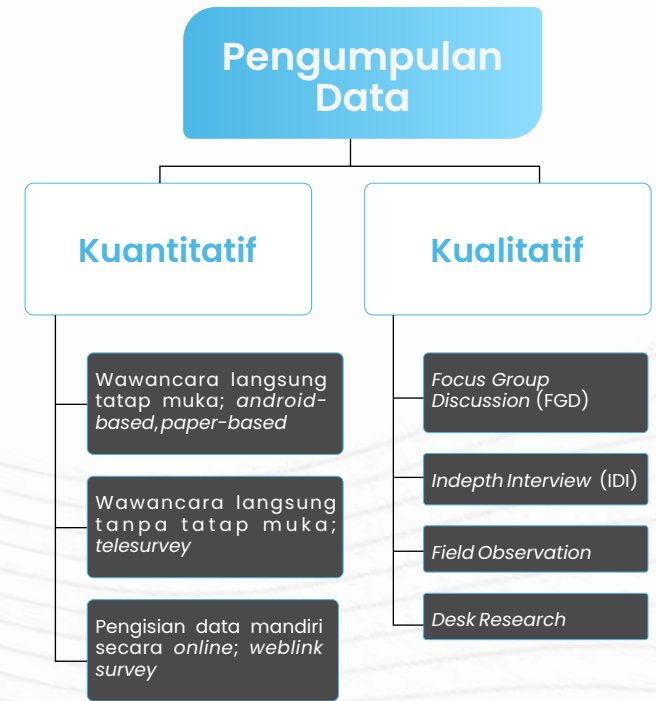 Pengumpulan
Data
Kuantitatif
Wawancara langsung
tatap muka; android-
based, paper-based
Wawancara langsung
tanpa tatap muka;
telesurvey
Pengisian data mandiri
secara online; weblink
survey
Kualitatif
Focus Group
Discussion (FGD)
Indepth Interview (IDI)
Field Observation
Desk Research